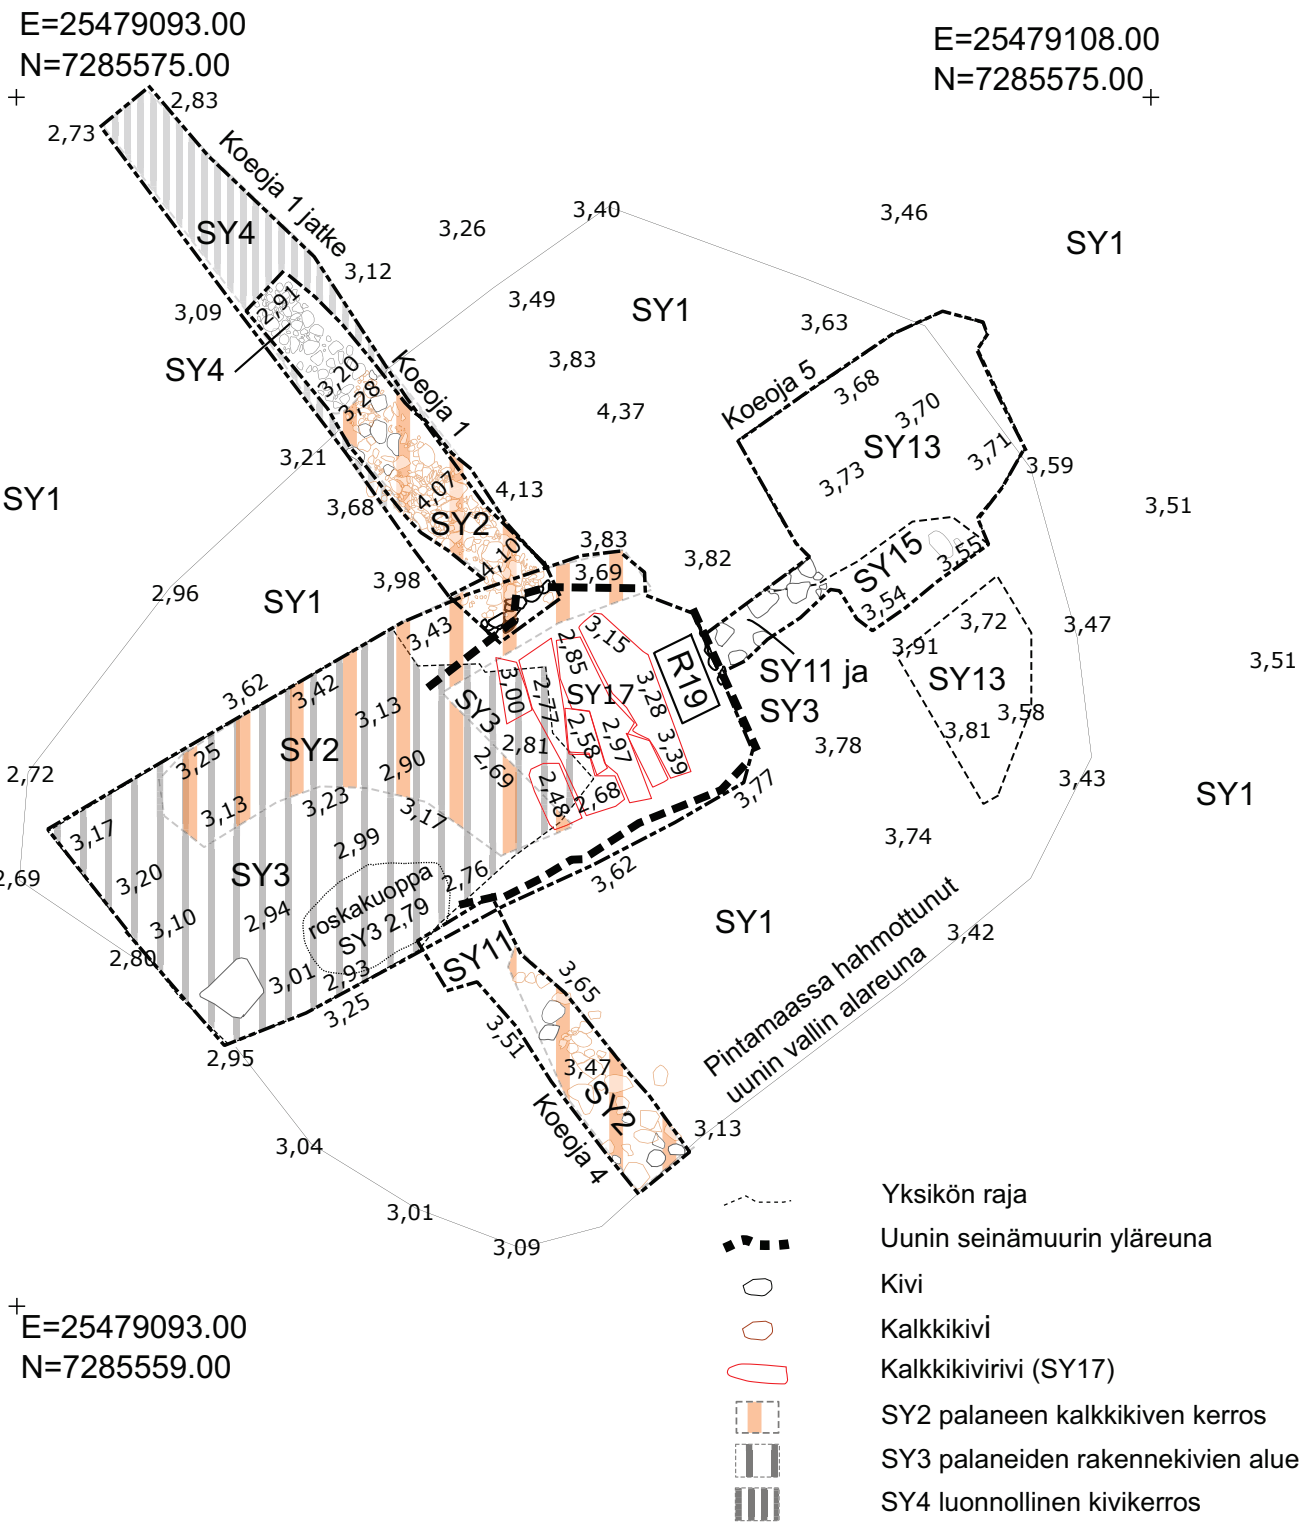 E=25479093.00
N=7285575.00
E=25479108.00
N=7285575.00
2,83
2,73
Koeoja 1 jatke
SY4
3,26
3,40
3,46
SY1
3,12
3,09
2,91
3,49
SY1
3,63
SY4
3,20
3,28
Koeoja 1
3,83
4,37
Koeoja 5
3,68
3,70
SY13
3,71
3,73
3,59
3,21
SY1
3,68
4,07
4,13
SY2
3,51
4,10
3,83
3,69
3,82
SY15
3,55
3,54
2,96
SY1
3,98
3,43
3,15
2,85
3,00
2,77
SY17
3,28
R19
SY11 ja
SY3
3,91
3,72
SY13
3,58
3,81
3,47
3,51
3,62
3,42
3,13
SY3
SY2
3,25
2,90
2,69
2,81
2,58
2,97
3,39
2,48
2,68
3,78
3,77
3,43
SY1
2,72
3,13
3,23
3,17
3,17
2,99
3,74
2,69
3,20
SY3
roskakuoppa
SY3 2,79
2,76
3,62
3,10
2,94
SY1
3,42
2,80
3,01
2,93
3,25
SY11
3,65
3,51
Pintamaassa hahmottunut
uunin vallin alareuna
2,95
3,47
SY2
Koeoja 4
3,13
3,04
3,01
3,09
Yksikön raja
Uunin seinämuurin yläreuna
Kivi
Kalkkikivi
Kalkkikivirivi (SY17)
SY2 palaneen kalkkikiven kerros
SY3 palaneiden rakennekivien alue
SY4 luonnollinen kivikerros
E=25479093.00
N=7285559.00